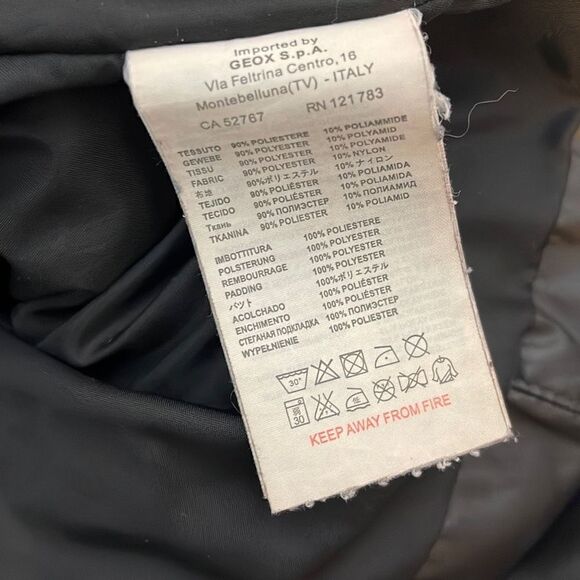 Imported by
GEOX S.p.A.
Via Feltrina Centro, 16
Montebelluna(TV) - ITALY
CA 52767 RN 121783
TESSUTO 90% POLIESTERE 10% POLIAMMIDE
GEWEBE 90% POLYESTER 10% POLYAMID
TISSU 90% POLYESTER 10% POLYAMIDE
FABRIC 90% POLYESTER 10% NYLON
布地 90%ポリエステル 10% ナイロン
TEJIDO 90% POLIÉSTER 10% POLIAMIDA
TECIDO 90% POLIÉSTER 10% POLIAMIDA
Ткань 90% ПОЛИЭСТЕР 10% ПОЛИАМИД
TKANINA 90% POLIESTER 10% POLIAMIDA
IMBOTTITURA 100% POLIESTERE
POLSTERUNG 100% POLYESTER
REMBOURRAGE 100% POLYESTER
PADDING 100% POLYESTER
パット 100%ポリエステル
ACOLCHADO 100% POLIÉSTER
ENCHIMENTO 100% POLIÉSTER
СТЕГАНАЯ ПОДКЛАДКА 100% ПОЛИЭСТЕР
WYPEŁNIENIE 100% POLIESTER
30°
弱 30 低
KEEP AWAY FROM FIRE